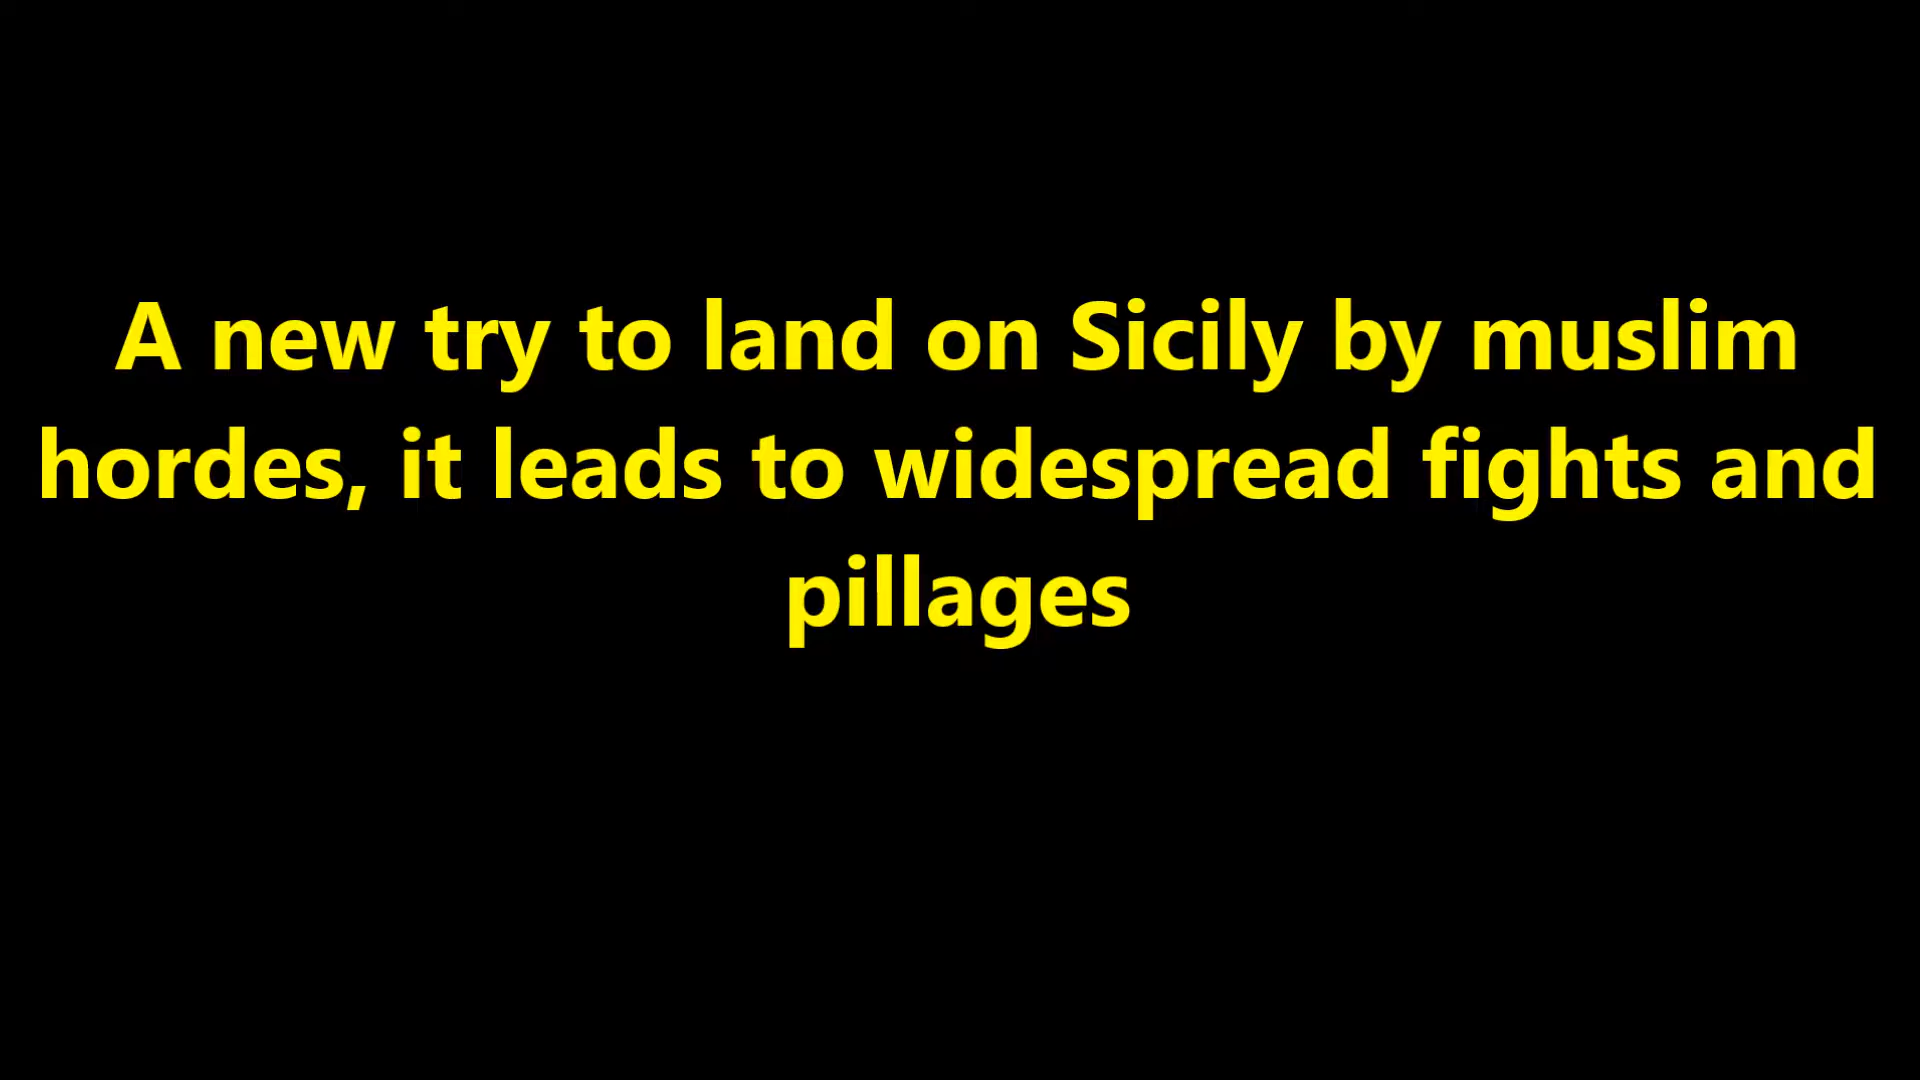 A new try to land on Sicily by muslim
hordes, it leads to widespread fights and
pillages